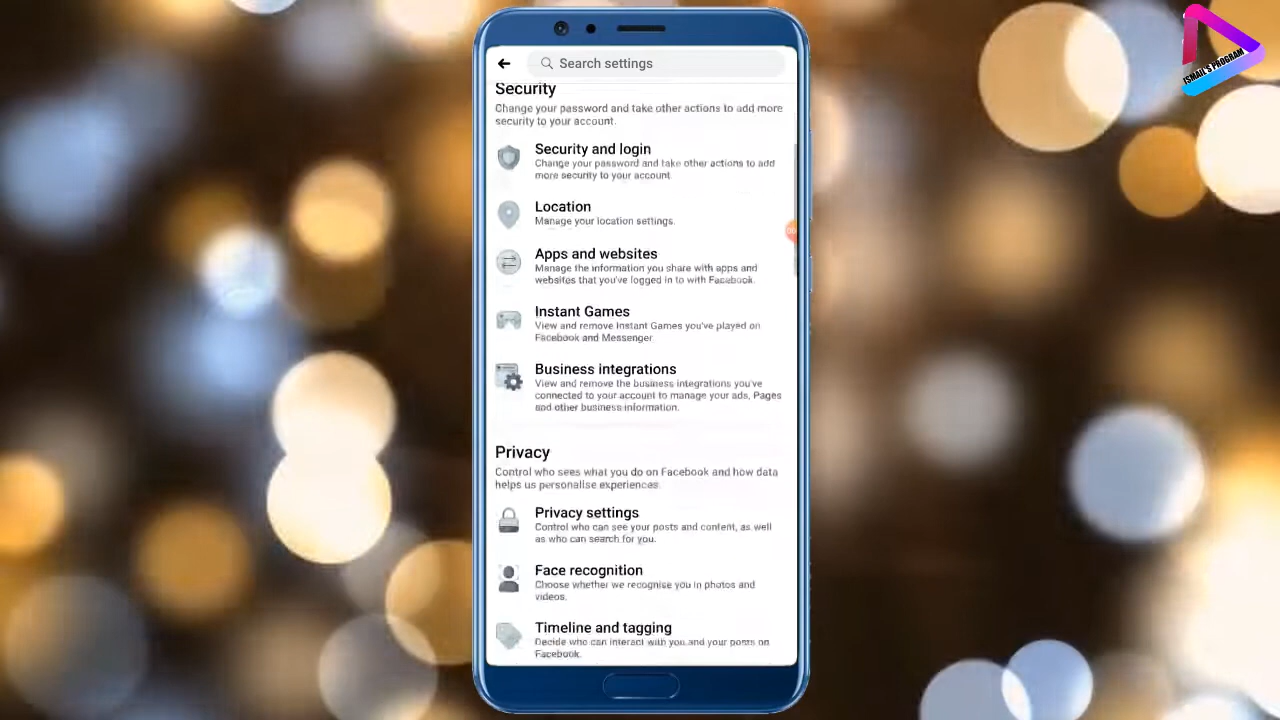 ISMAIL'S PROGRAM
Search settings
Security
Change your password and take other actions to add more
security to your account.
Security and login
Change your password and take other actions to add
more security to your account
Location
Manage your location settings.
Apps and websites
Manage the information you share with apps and
websites that you've logged in to with Facebook.
Instant Games
View and remove Instant Games you've played on
Facebook and Messenger.
Business integrations
View and remove the business integrations you've
connected to your account to manage your ads, Pages
and other business information.
Privacy
Control who sees what you do on Facebook and how data
helps us personalise experiences.
Privacy settings
Control who can see your posts and content, as well
as who can search for you.
Face recognition
Choose whether we recognise you in photos and
videos.
Timeline and tagging
Decide who can interact with you and your posts on
Facebook.